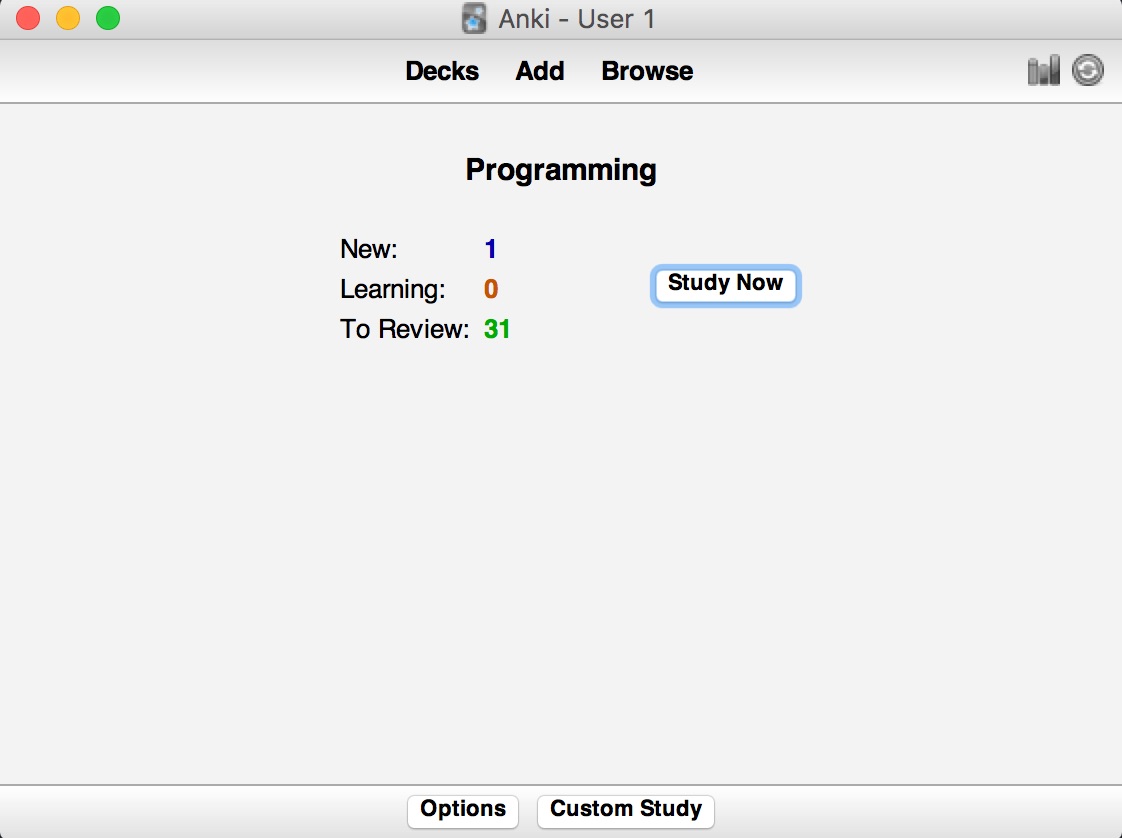 Anki - User 1
Decks Add Browse
Programming
New: 1
Learning: 0
To Review: 31
Study Now
Options Custom Study